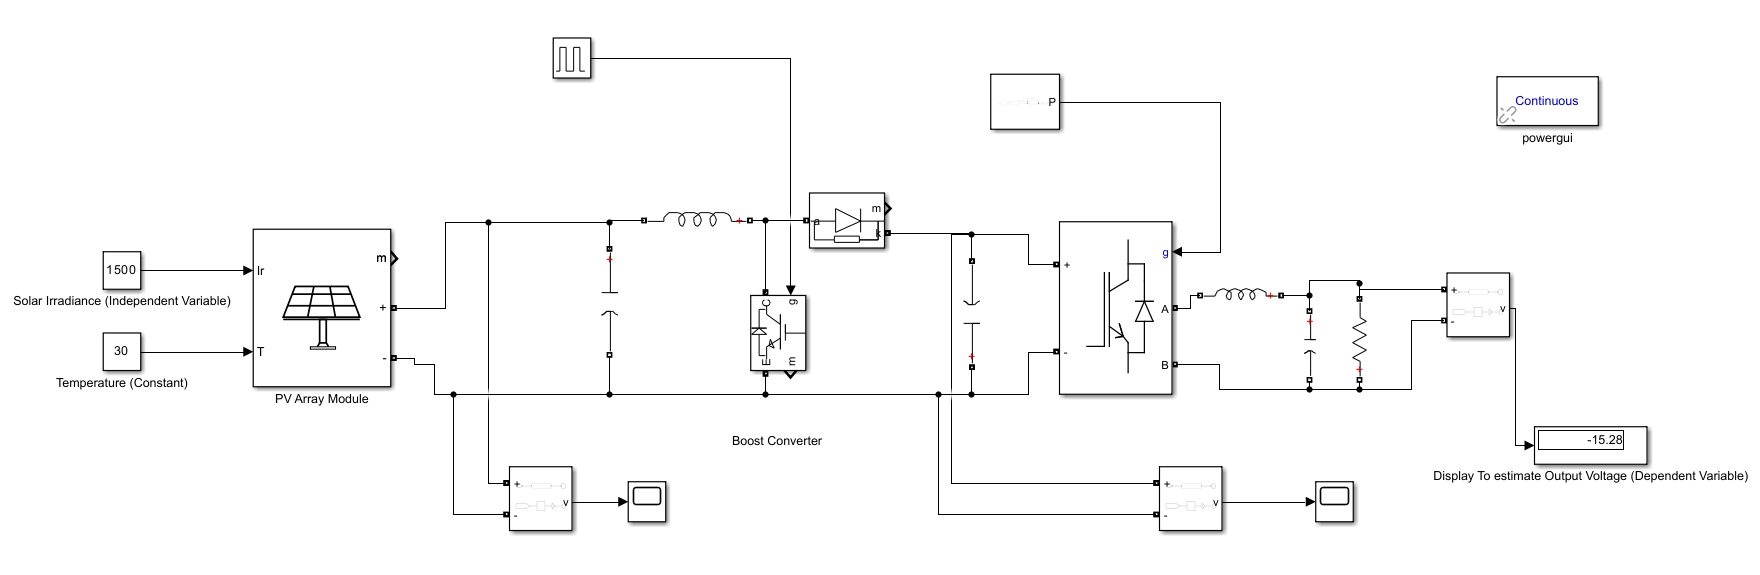 P
Continuous
powergui
m
a
k
1500
Solar Irradiance (Independent Variable)
Ir
m
+
g
+
C
g
E
m
A
+
v
-
30
T
-
-
B
Temperature (Constant)
PV Array Module
Boost Converter
-15.28
Display To estimate Output Voltage (Dependent Variable)
+
v
-
+
v
-